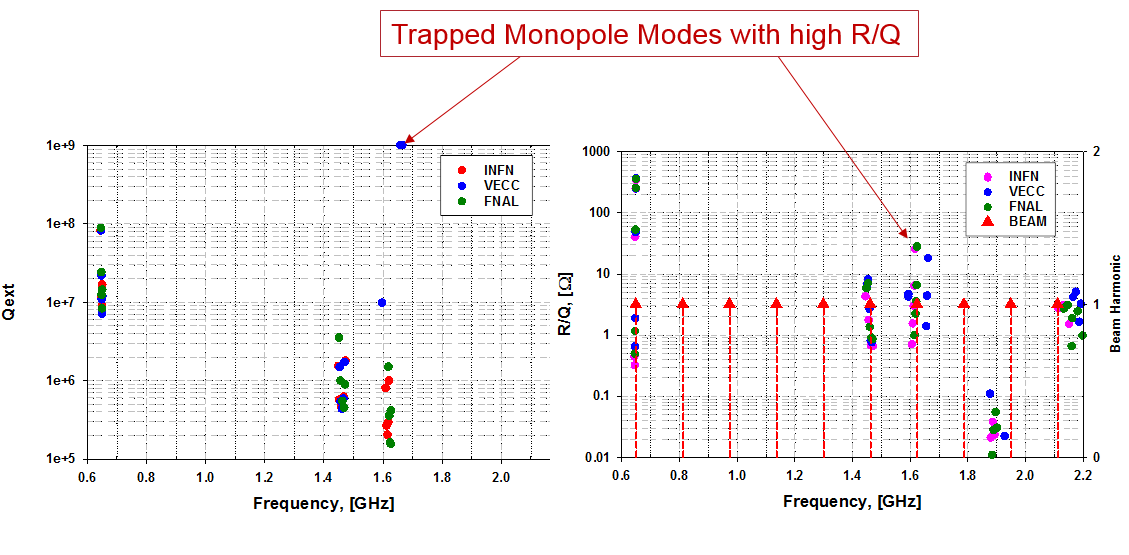 Trapped Monopole Modes with high R/Q
Qext
1e+9
1e+8
1e+7
1e+6
1e+5
0.6 0.8 1.0 1.2 1.4 1.6 1.8 2.0
Frequency, [GHz]
INFN
VECC
FNAL
R/Q, [Ω]
1000
100
10
1
0.1
0.01
0.6 0.8 1.0 1.2 1.4 1.6 1.8 2.0 2.2
Frequency, [GHz]
INFN
VECC
FNAL
BEAM
2
1
0
Beam Harmonic